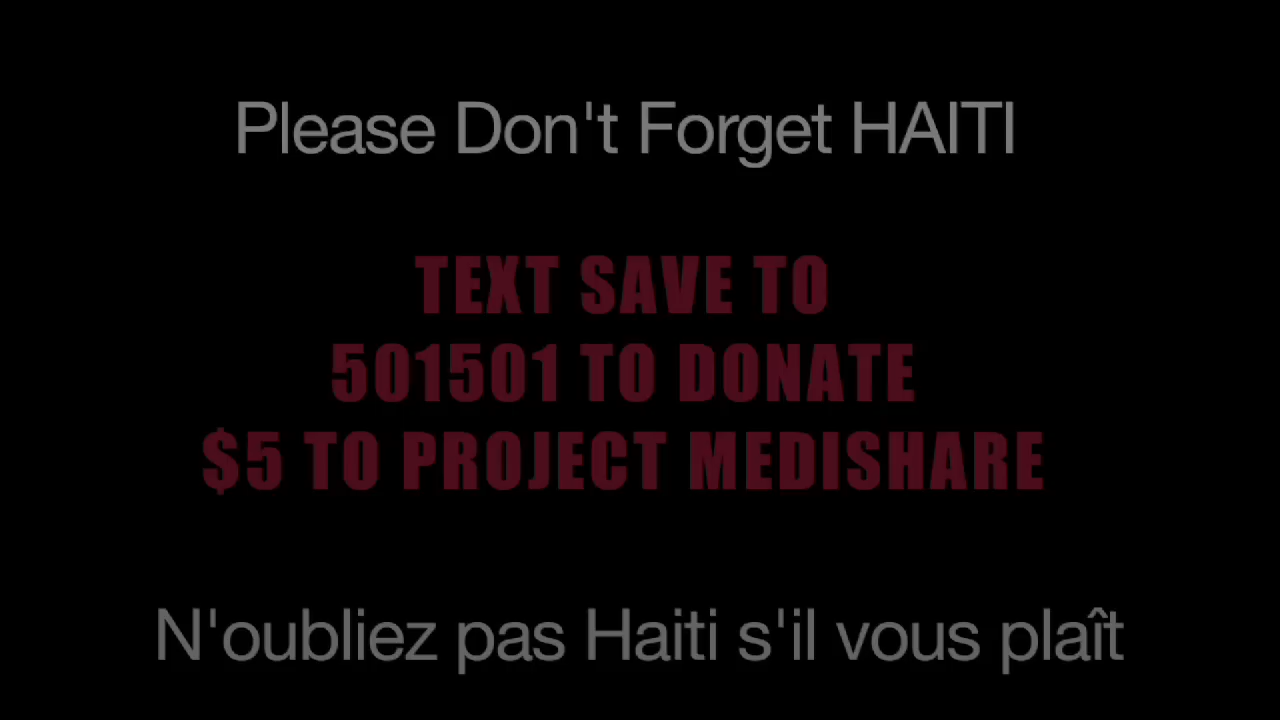 Please Don't Forget HAITI
TEXT SAVE TO
501501 TO DONATE
$5 TO PROJECT MEDISHARE
N'oubliez pas Haiti s'il vous plaît